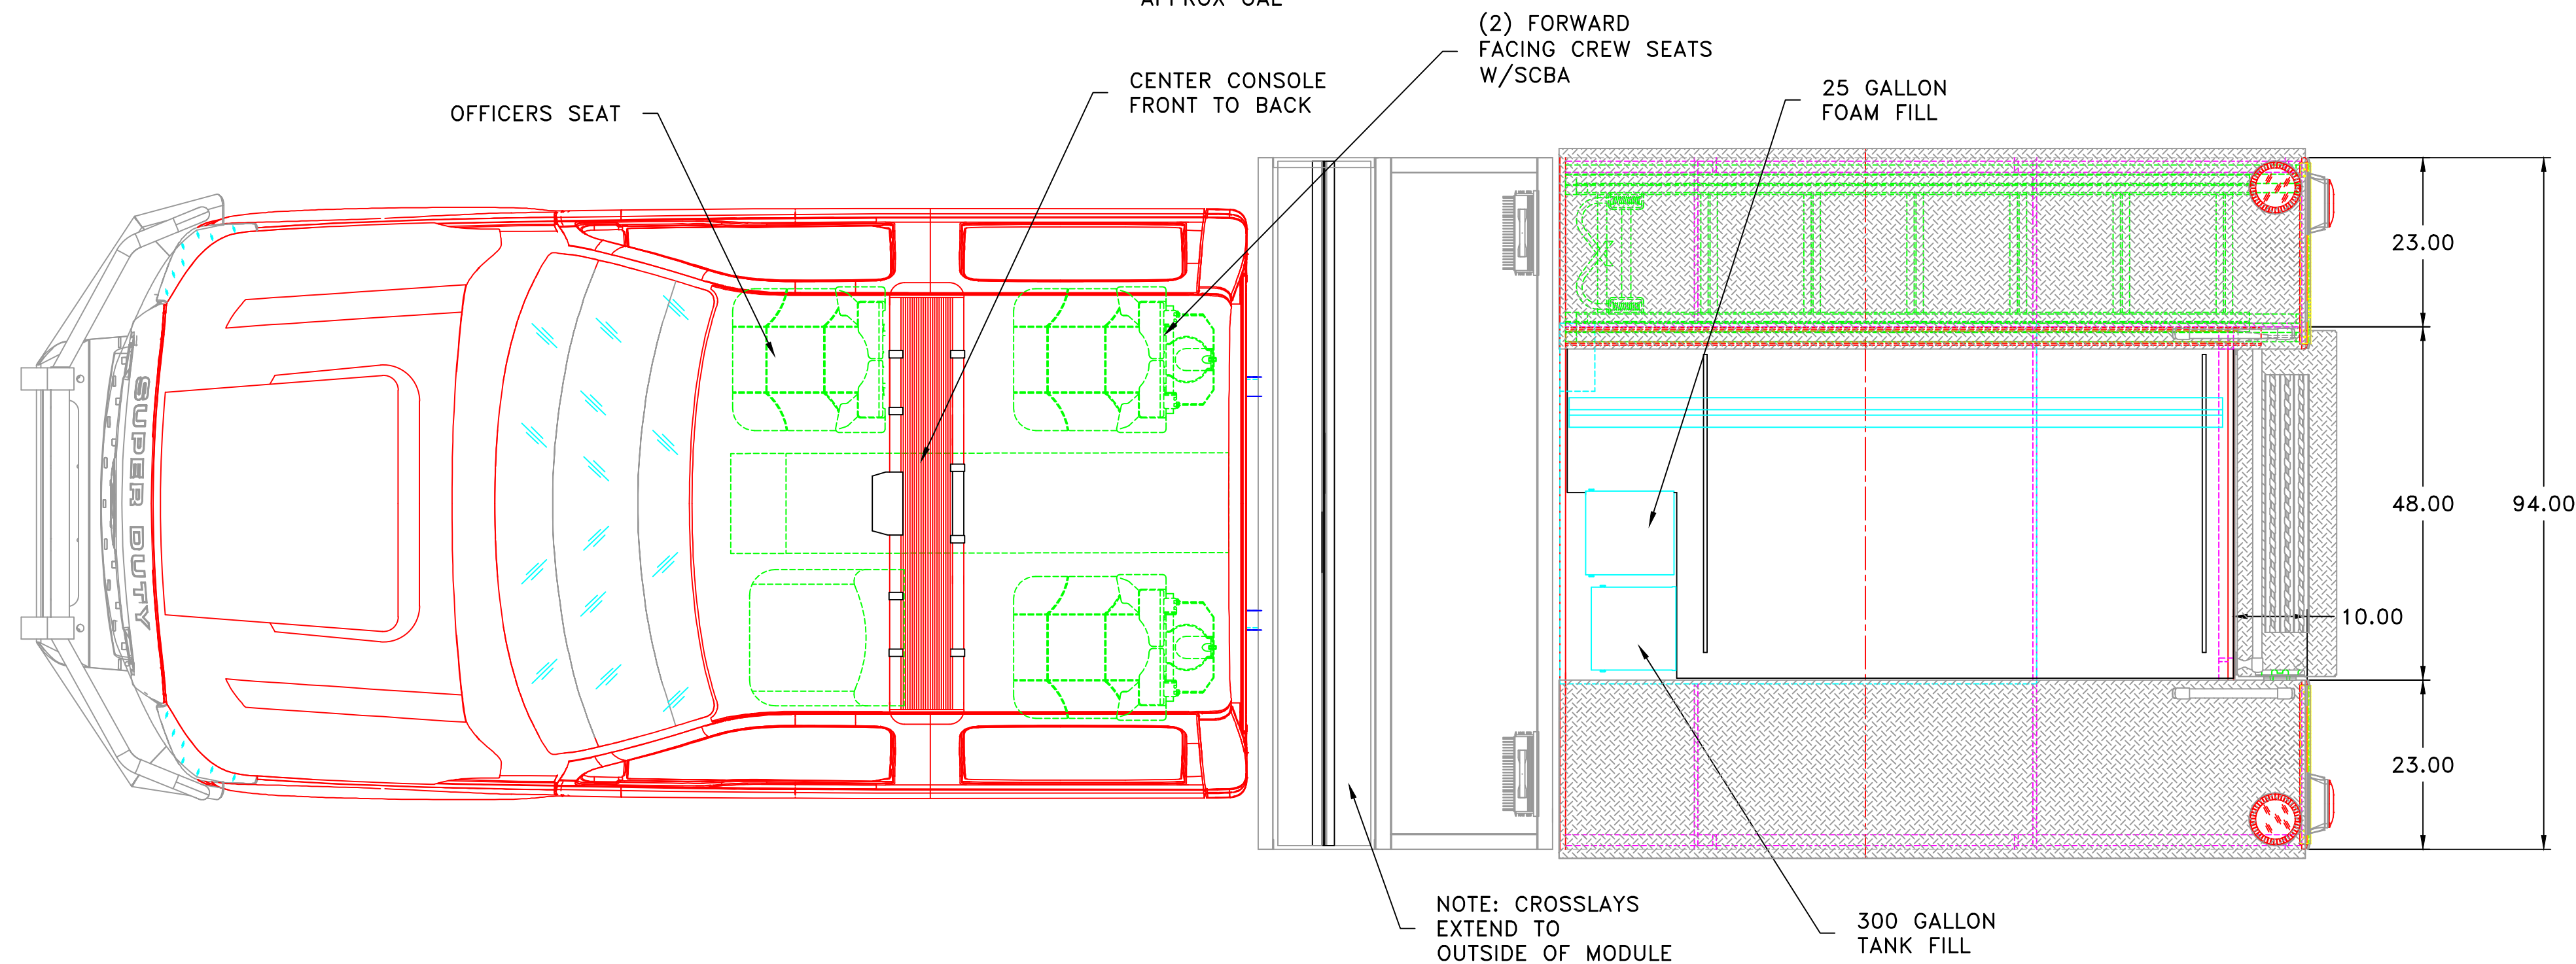 APPROX OAL
(2) FORWARD
FACING CREW SEATS
W/SCBA
CENTER CONSOLE
FRONT TO BACK
25 GALLON
FOAM FILL
OFFICERS SEAT
23.00
48.00
94.00
10.00
23.00
SUPER DUTY
NOTE: CROSSLAYS
EXTEND TO
OUTSIDE OF MODULE
300 GALLON
TANK FILL